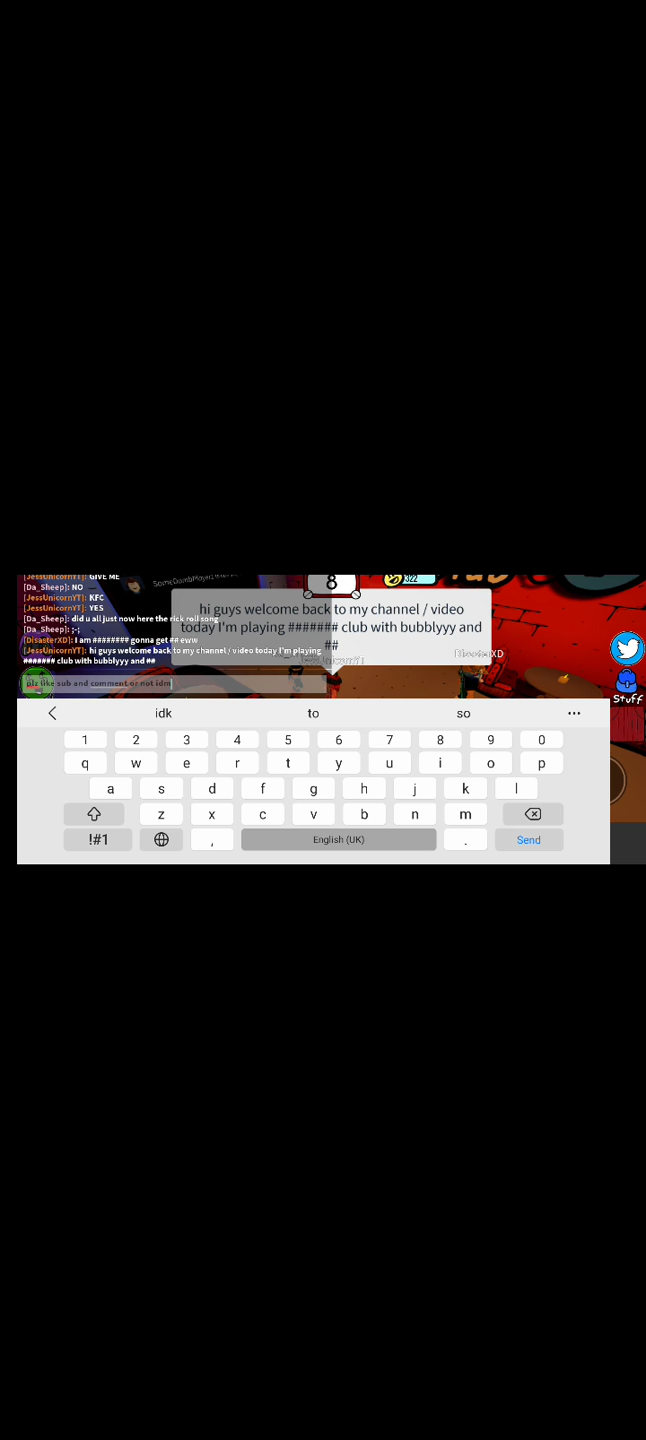 [JessUnicornYT]: GIVE ME
[Da_Sheep]: NO
[JessUnicornYT]: KFC
[JessUnicornYT]: YES
[Da_Sheep]: did u all just now here the rick roll song
[Da_Sheep]: ;-;
[DisasterXD]: I am ######## gonna get ## eww
[JessUnicornYT]: hi guys welcome back to my channel / video today I'm playing
####### club with bubblyyy and ##
8
322
hi guys welcome back to my channel / video
today I'm playing ####### club with bubblyyy and
##
JessUnicornYT
DisasterXD
Stuff
plz like sub and comment or not idm
idk to so
1 2 3 4 5 6 7 8 9 0
q w e r t y u i o p
a s d f g h j k l
z x c v b n m
!#1 , English (UK) . Send